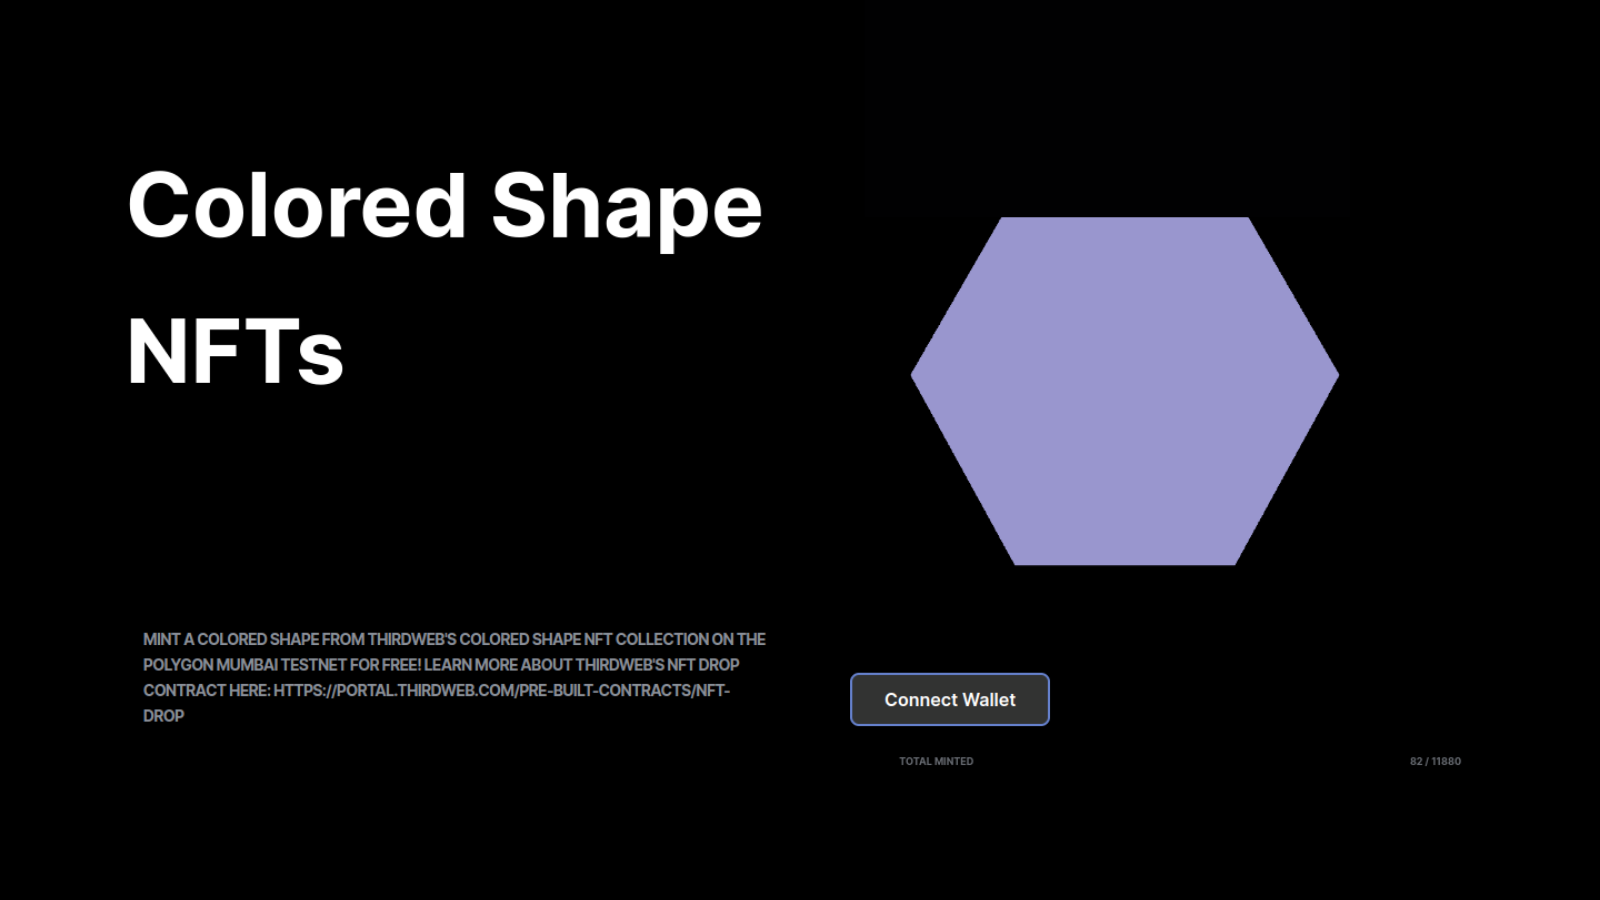 Colored Shape
NFTs
MINT A COLORED SHAPE FROM THIRDWEB'S COLORED SHAPE NFT COLLECTION ON THE
POLYGON MUMBAI TESTNET FOR FREE! LEARN MORE ABOUT THIRDWEB'S NFT DROP
CONTRACT HERE: HTTPS://PORTAL.THIRDWEB.COM/PRE-BUILT-CONTRACTS/NFT-
DROP
Connect Wallet
TOTAL MINTED
82 / 11880